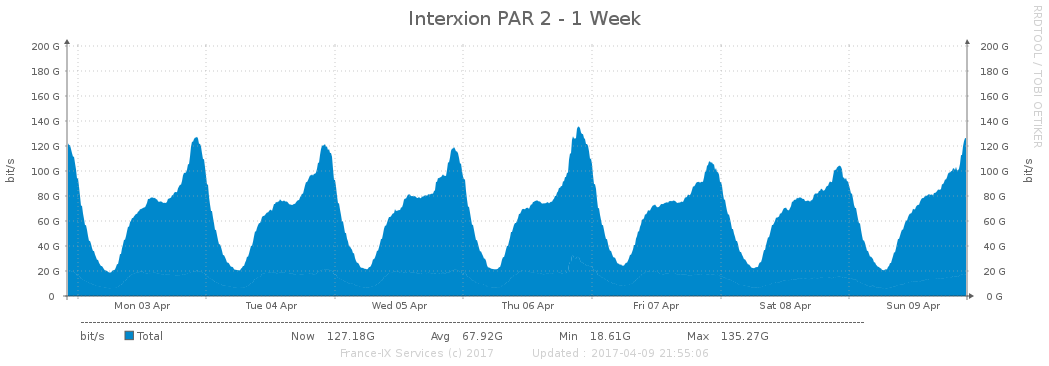 Interxion PAR 2 - 1 Week
RRDTOOL / TOBI OETIKER
bit/s
200 G
180 G
160 G
140 G
120 G
100 G
80 G
60 G
40 G
20 G
0
200 G
180 G
160 G
140 G
120 G
100 G
80 G
60 G
40 G
20 G
0 G
bit/s
Mon 03 Apr Tue 04 Apr Wed 05 Apr Thu 06 Apr Fri 07 Apr Sat 08 Apr Sun 09 Apr
bit/s Total Now 127.18G Avg 67.92G Min 18.61G Max 135.27G
France-IX Services (c) 2017 Updated : 2017-04-09 21:55:06